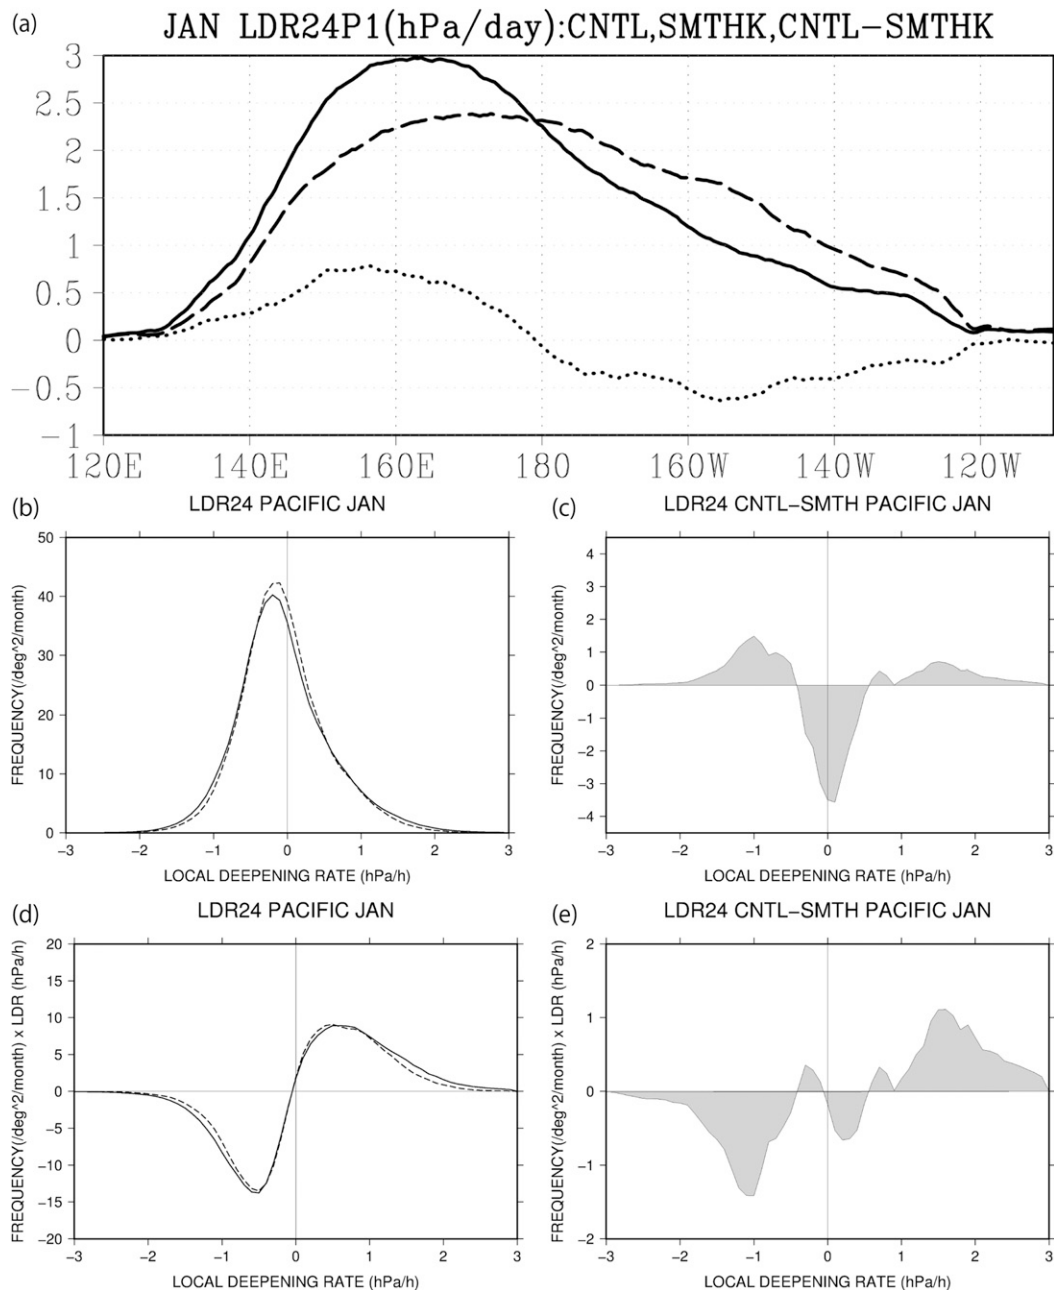 (a)
JAN LDR24P1(hPa/day):CNTL,SMTHK,CNTL−SMTHK
3
2.5
2
1.5
1
0.5
0
−0.5
−1
120E 140E 160E 180 160W 140W 120W
(b)
LDR24 PACIFIC JAN
50
40
30
20
10
0
FREQUENCY(/deg^2/month)
−3 −2 −1 0 1 2 3
LOCAL DEEPENING RATE (hPa/h)
(c)
LDR24 CNTL−SMTH PACIFIC JAN
4
3
2
1
0
−1
−2
−3
−4
FREQUENCY(/deg^2/month)
−3 −2 −1 0 1 2 3
LOCAL DEEPENING RATE (hPa/h)
(d)
LDR24 PACIFIC JAN
20
15
10
5
0
−5
−10
−15
−20
FREQUENCY(/deg^2/month) x LDR (hPa/h)
−3 −2 −1 0 1 2 3
LOCAL DEEPENING RATE (hPa/h)
(e)
LDR24 CNTL−SMTH PACIFIC JAN
2
1
0
−1
−2
FREQUENCY(/deg^2/month) x LDR (hPa/h)
−3 −2 −1 0 1 2 3
LOCAL DEEPENING RATE (hPa/h)